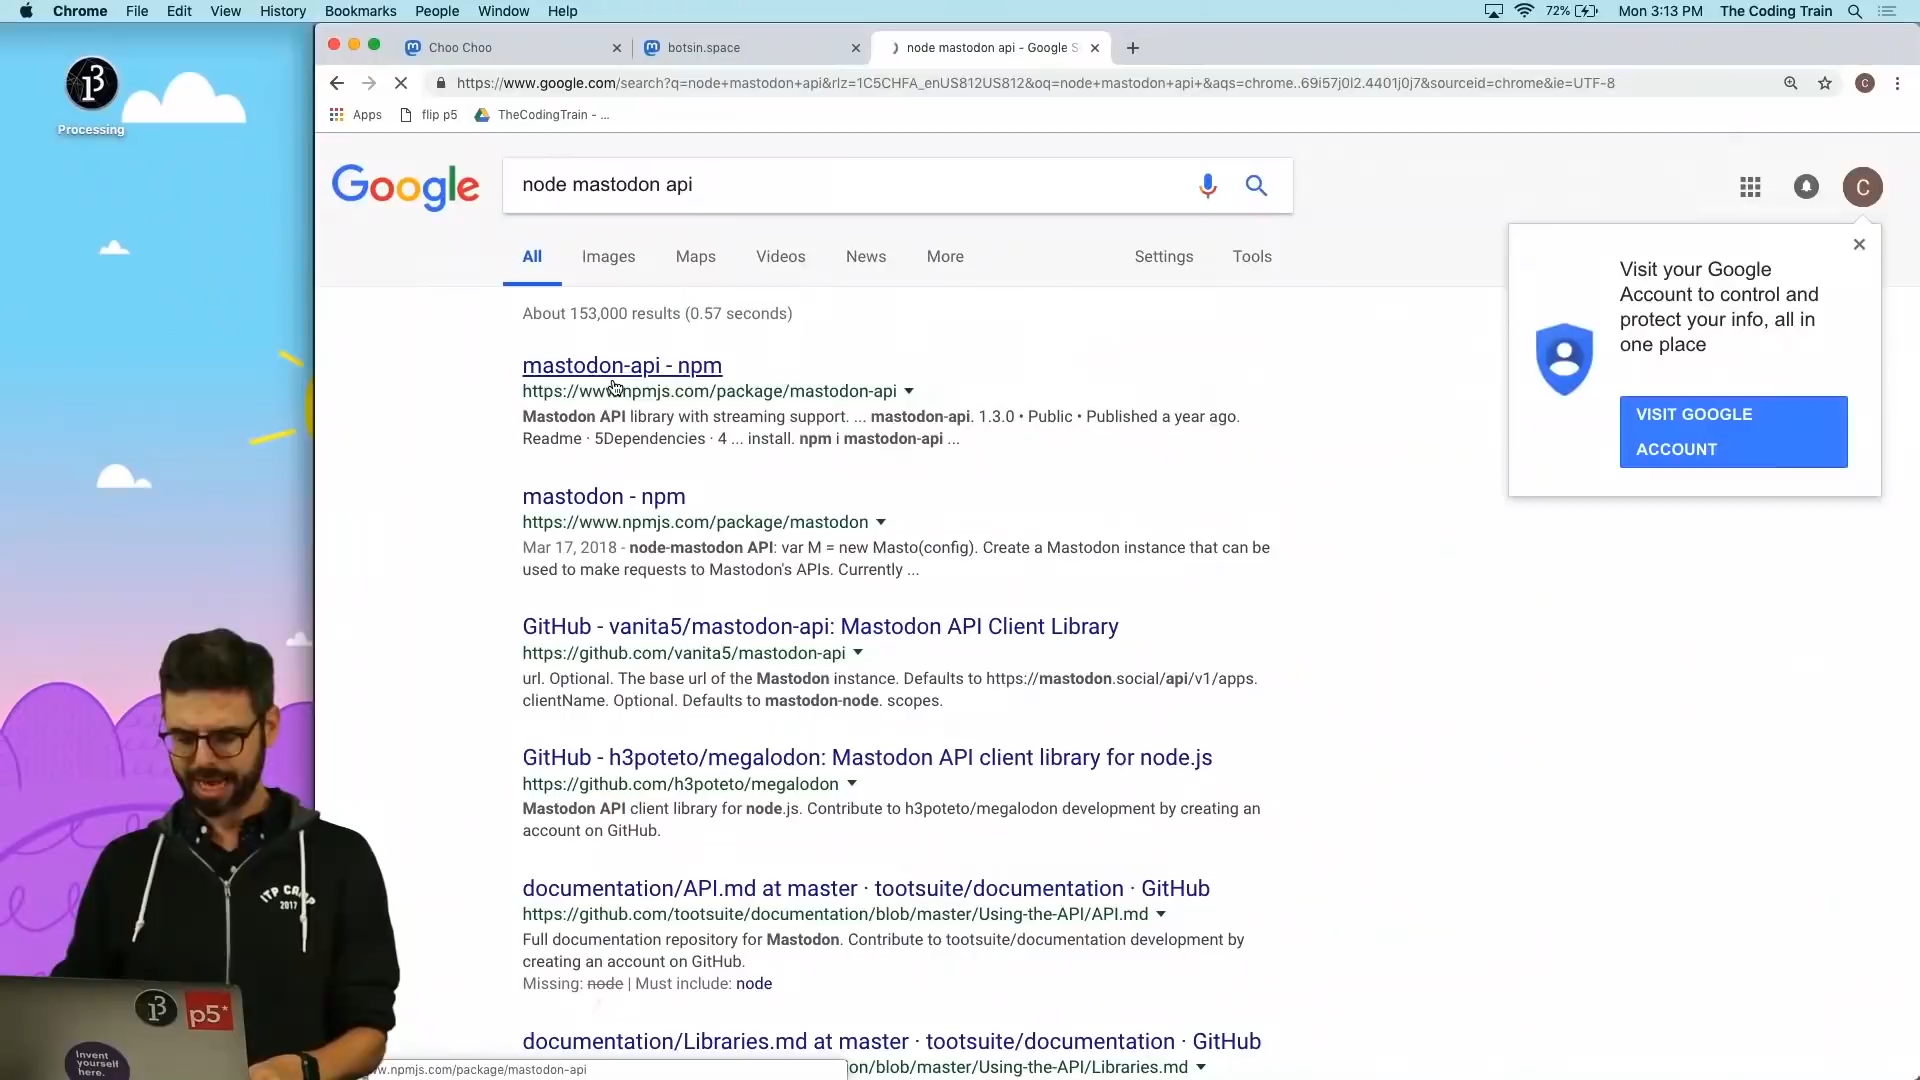 Chrome File Edit View History Bookmarks People Window Help
72% Mon 3:13 PM The Coding Train
Choo Choo
botsin.space
node mastodon api - Google S
https://www.google.com/search?q=node+mastodon+api&rlz=1C5CHFA_enUS812US812&oq=node+mastodon+api+&aqs=chrome..69i57j0l2.4401j0j7&sourceid=chrome&ie=UTF-8
C
Apps flip p5 TheCodingTrain - ...
Processing
Google
node mastodon api
C
All Images Maps Videos News More Settings Tools
About 153,000 results (0.57 seconds)
Visit your Google
Account to control and
protect your info, all in
one place
VISIT GOOGLE
ACCOUNT
mastodon-api - npm
https://www.npmjs.com/package/mastodon-api
Mastodon API library with streaming support. ... mastodon-api. 1.3.0 • Public • Published a year ago.
Readme · 5Dependencies · 4 ... install. npm i mastodon-api ...
mastodon - npm
https://www.npmjs.com/package/mastodon
Mar 17, 2018 - node-mastodon API: var M = new Masto(config). Create a Mastodon instance that can be
used to make requests to Mastodon's APIs. Currently ...
GitHub - vanita5/mastodon-api: Mastodon API Client Library
https://github.com/vanita5/mastodon-api
url. Optional. The base url of the Mastodon instance. Defaults to https://mastodon.social/api/v1/apps.
clientName. Optional. Defaults to mastodon-node. scopes.
GitHub - h3poteto/megalodon: Mastodon API client library for node.js
https://github.com/h3poteto/megalodon
Mastodon API client library for node.js. Contribute to h3poteto/megalodon development by creating an
account on GitHub.
documentation/API.md at master · tootsuite/documentation · GitHub
https://github.com/tootsuite/documentation/blob/master/Using-the-API/API.md
Full documentation repository for Mastodon. Contribute to tootsuite/documentation development by
creating an account on GitHub.
Missing: node | Must include: node
documentation/Libraries.md at master · tootsuite/documentation · GitHub
on/blob/master/Using-the-API/Libraries.md
w.npmjs.com/package/mastodon-api
ITP CAMP
2017
p5*
Invent
yourself
here.